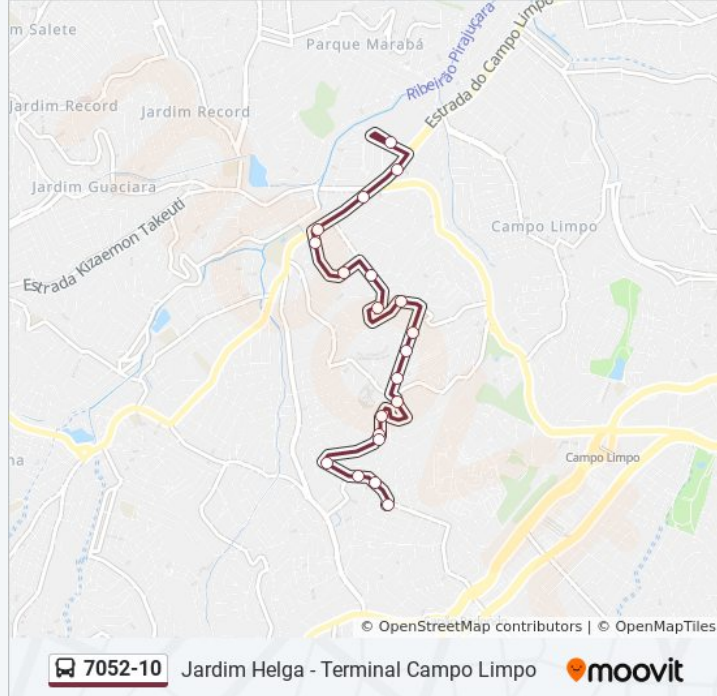 m Salete
Parque Marabá
Ribeirão Pirajuçara
Estrada do Campo Limpo
Jardim Record
Jardim Record
Jardim Guaciara
Estrada Kizaemon Takeuti
Campo Limpo
na
Campo Limpo
© OpenStreetMap contributors | © OpenMapTiles
7052-10 Jardim Helga - Terminal Campo Limpo moovit